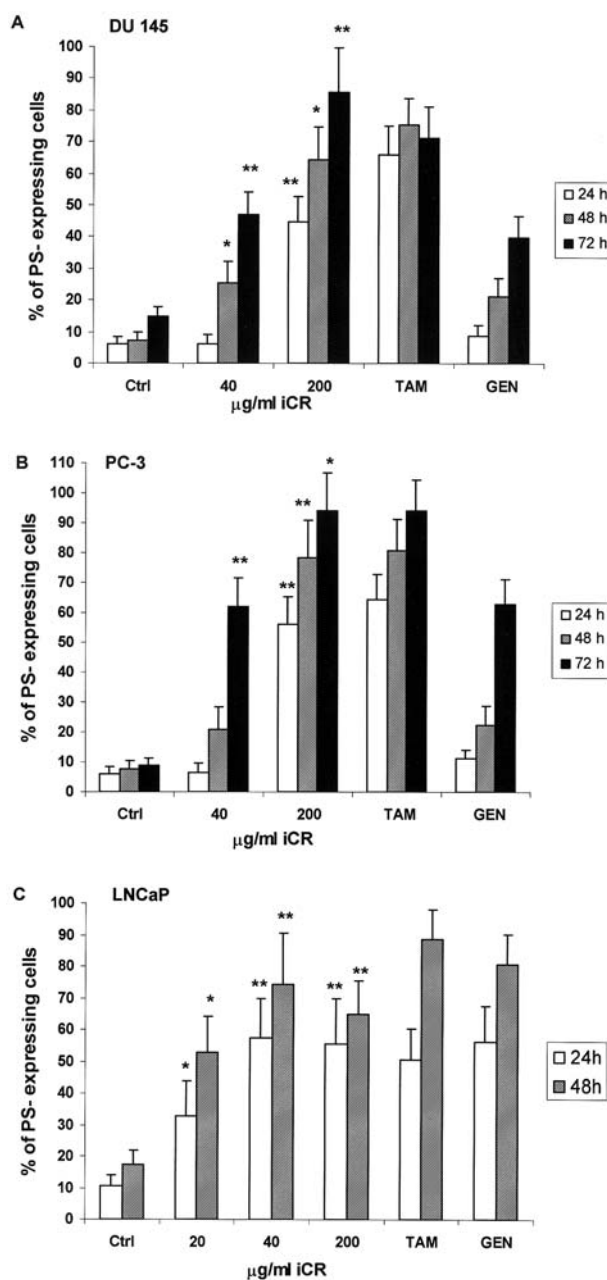 A
DU 145
100
90
80
70
60
50
40
30
20
10
0
% of PS- expressing cells
**
*
**
*
**
**
24 h
48 h
72 h
Ctrl 40 200 TAM GEN
µg/ml iCR
B
PC-3
110
100
90
80
70
60
50
40
30
20
10
0
% of PS- expressing cells
*
**
**
**
24 h
48 h
72 h
Ctrl 40 200 TAM GEN
µg/ml iCR
C
LNCaP
100
90
80
70
60
50
40
30
20
10
0
% of PS- expressing cells
**
** ** **
*
*
24h
48h
Ctrl 20 40 200 TAM GEN
µg/ml iCR